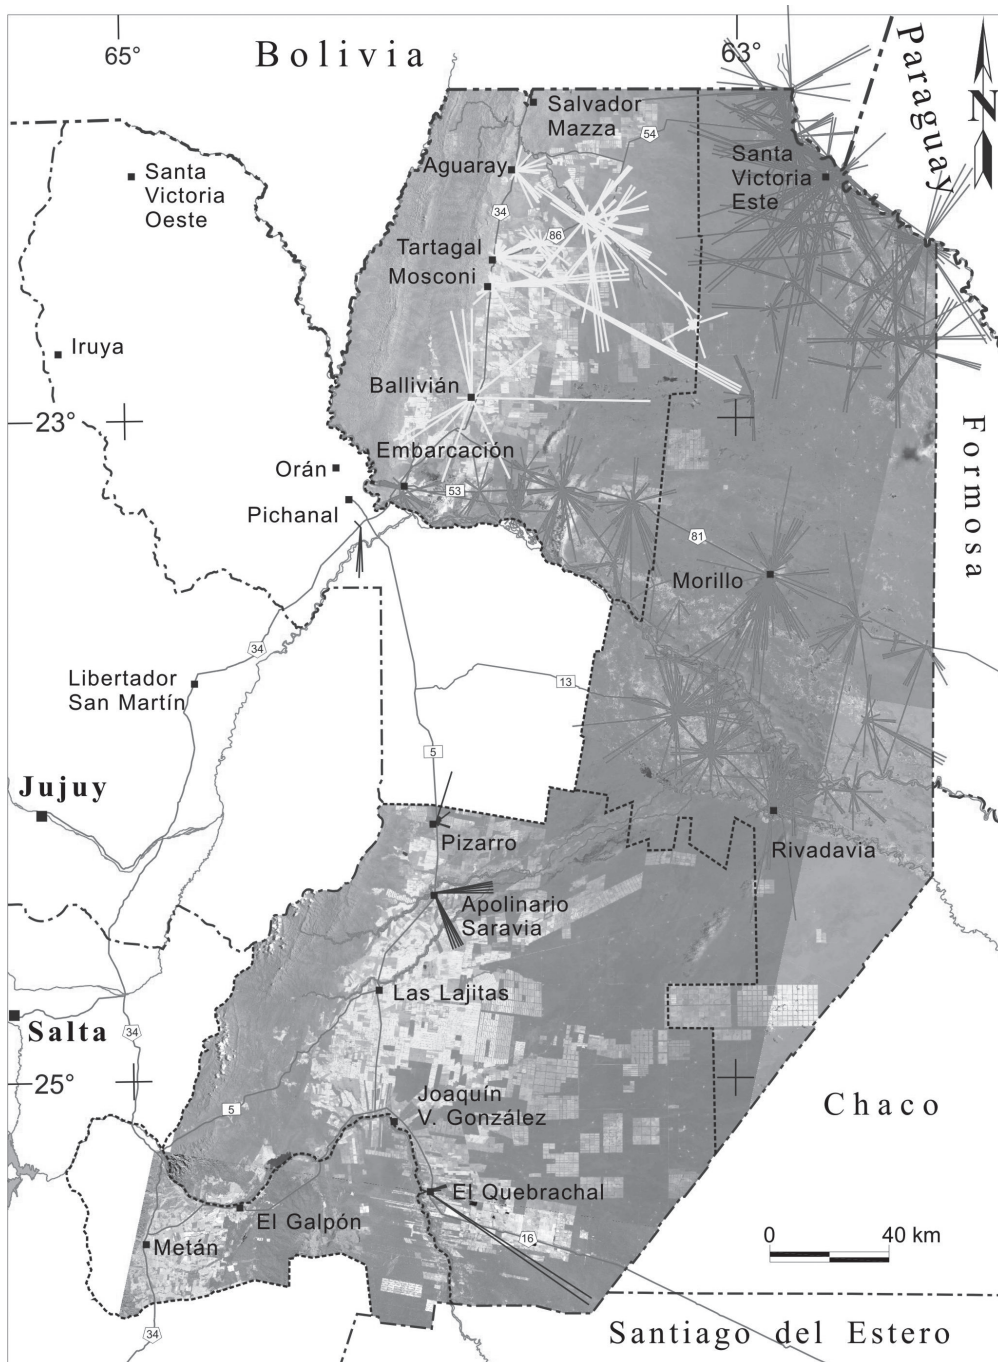 65°
63°
Bolivia
Paraguay
N
Salvador
Mazza
54
Santa
Victoria
Oeste
Aguaray
Santa
Victoria
Este
34
86
Tartagal
Mosconi
Iruya
Ballivián
23°
Formosa
Embarcación
Orán
53
Pichanal
81
Morillo
34
Libertador
San Martín
13
5
Jujuy
Pizarro
Rivadavia
Apolinario
Saravia
Las Lajitas
Salta
34
25°
Joaquín
V. González
5
Chaco
El Quebrachal
El Galpón
16
0 40 km
Metán
34
Santiago del Estero